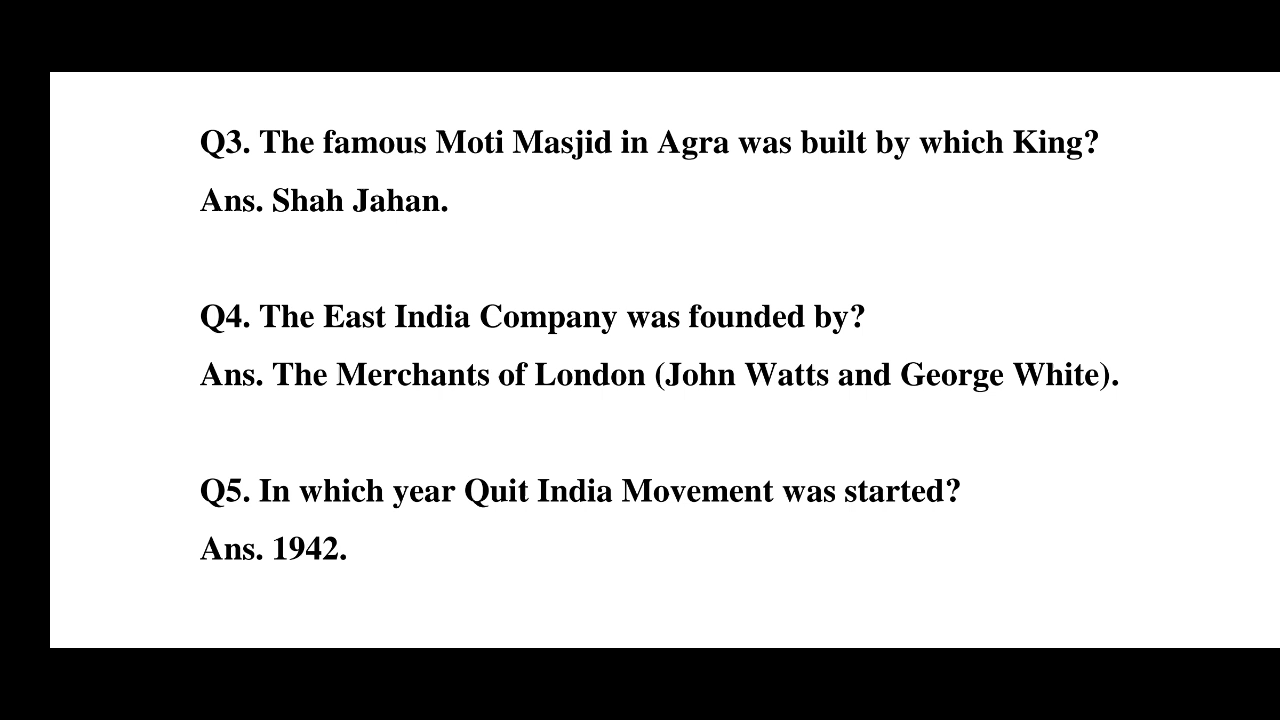 Q3. The famous Moti Masjid in Agra was built by which King?
Ans. Shah Jahan.
Q4. The East India Company was founded by?
Ans. The Merchants of London (John Watts and George White).
Q5. In which year Quit India Movement was started?
Ans. 1942.